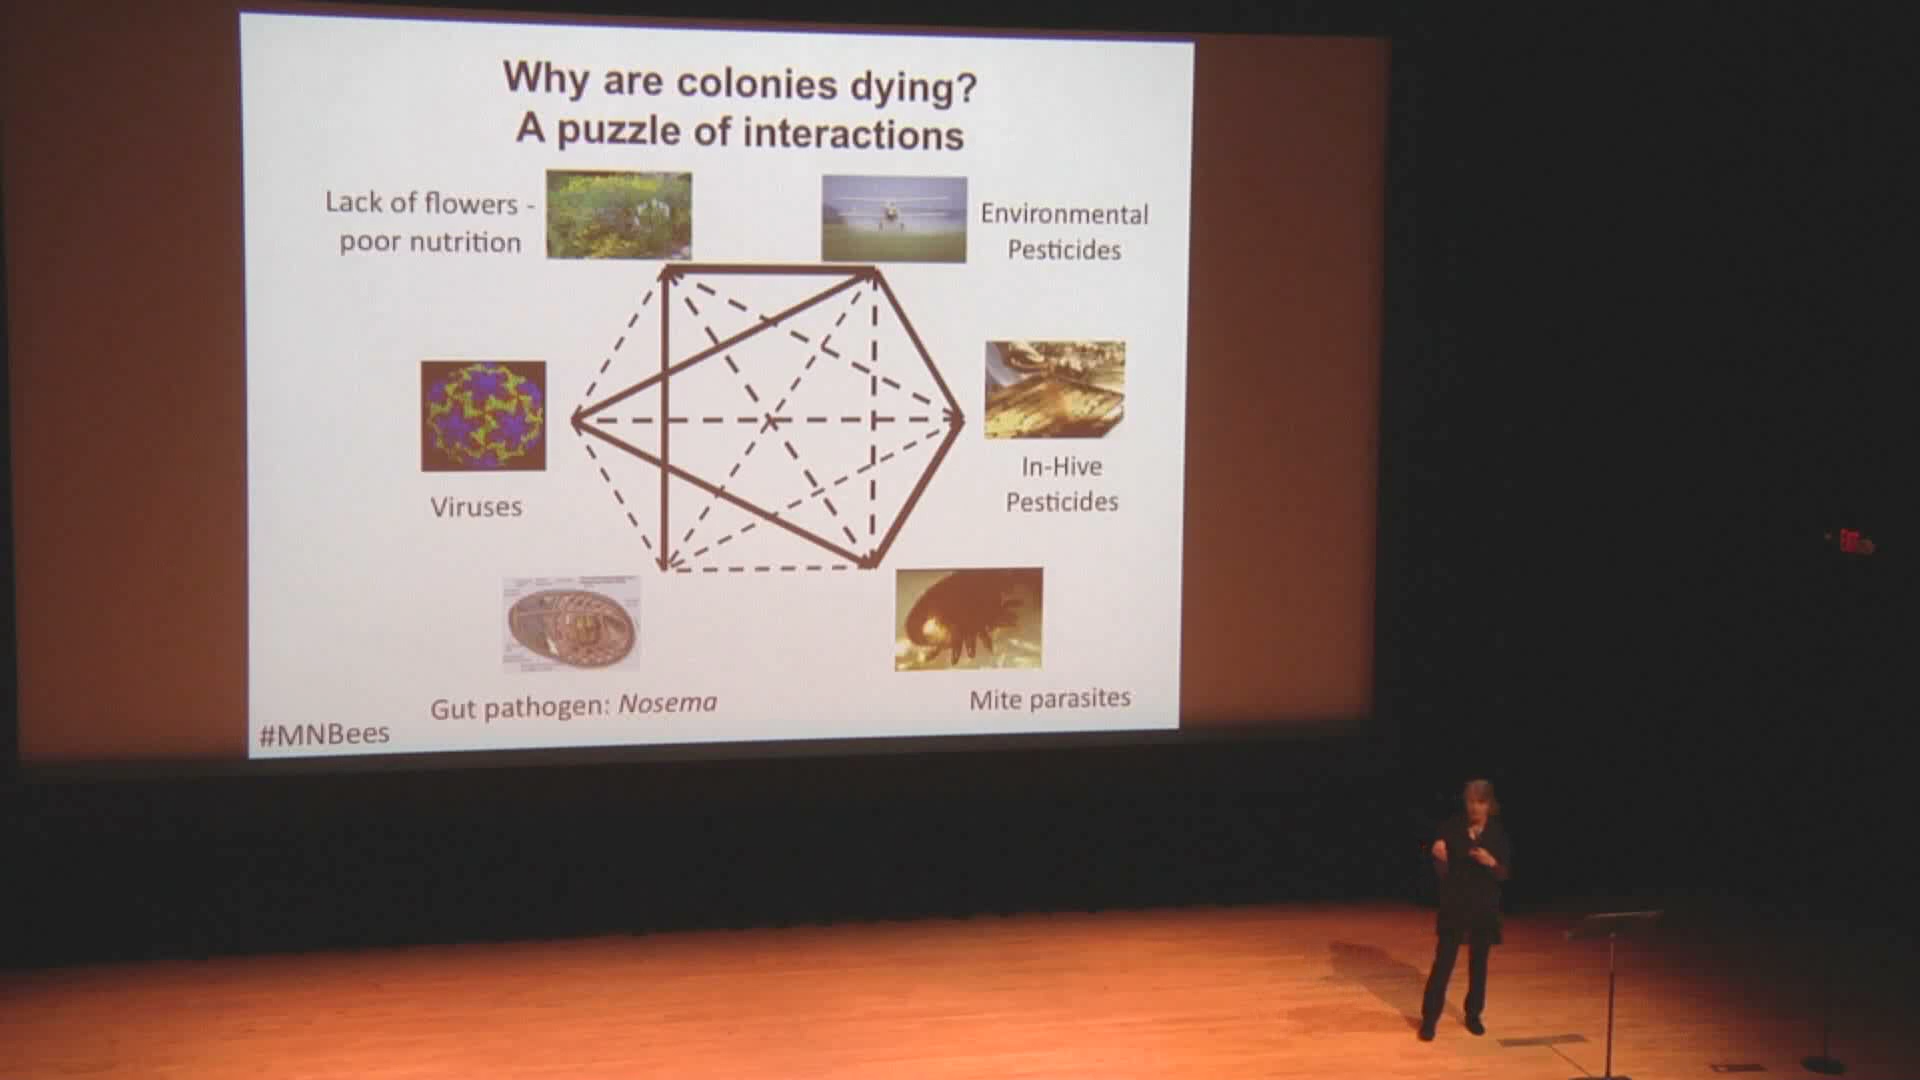 Why are colonies dying?
A puzzle of interactions
Lack of flowers -
poor nutrition
Environmental
Pesticides
Viruses
In-Hive
Pesticides
Gut pathogen: Nosema
Mite parasites
#MNBees
EXIT